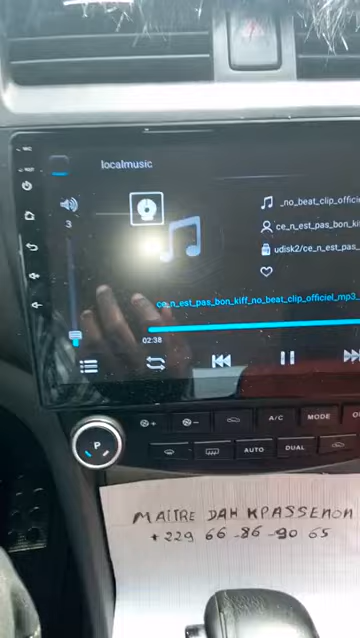 localmusic
3
_no_beat_clip_officie
ce_n_est_pas_bon_ki
udisk2/ce_n_est_pas
ce_n_est_pas_bon_kiff_no_beat_clip_officiel_mp3_
02:38
A/C
MODE
P
AUTO
DUAL
MAITRE DAH KPASSENON
+229 66-86-90 65